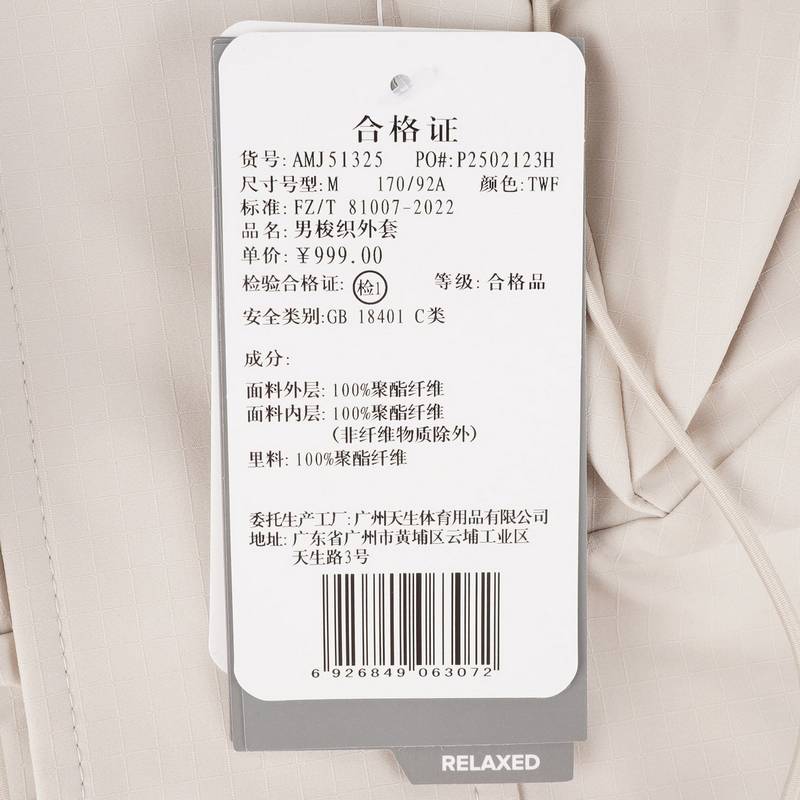 合格证
货号: AMJ51325 PO#: P2502123H
尺寸号型: M 170/92A 颜色: TWF
标准: FZ/T 81007-2022
品名: 男梭织外套
单价: ￥999.00
检验合格证: 检1 等级: 合格品
安全类别:GB 18401 C类
成分:
面料外层: 100%聚酯纤维
面料内层: 100%聚酯纤维
(非纤维物质除外)
里料: 100%聚酯纤维
委托生产工厂: 广州天生体育用品有限公司
地址: 广东省广州市黄埔区云埔工业区
天生路3号
6 926849 063072
RELAXED